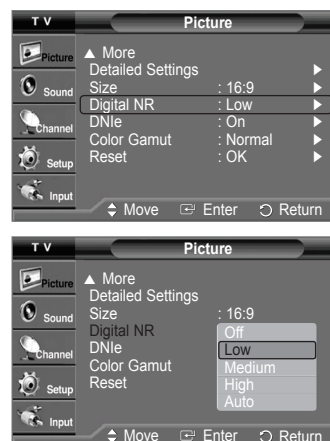 T V
Picture
Picture
Sound
Channel
Setup
Input
▲ More
Detailed Settings ►
Size : 16:9 ►
Digital NR : Low ►
DNIe : On ►
Color Gamut : Normal ►
Reset : OK ►
Move Enter Return
T V
Picture
Picture
Sound
Channel
Setup
Input
▲ More
Detailed Settings
Size : 16:9
Digital NR
DNIe
Color Gamut
Reset
Off
Low
Medium
High
Auto
Move Enter Return